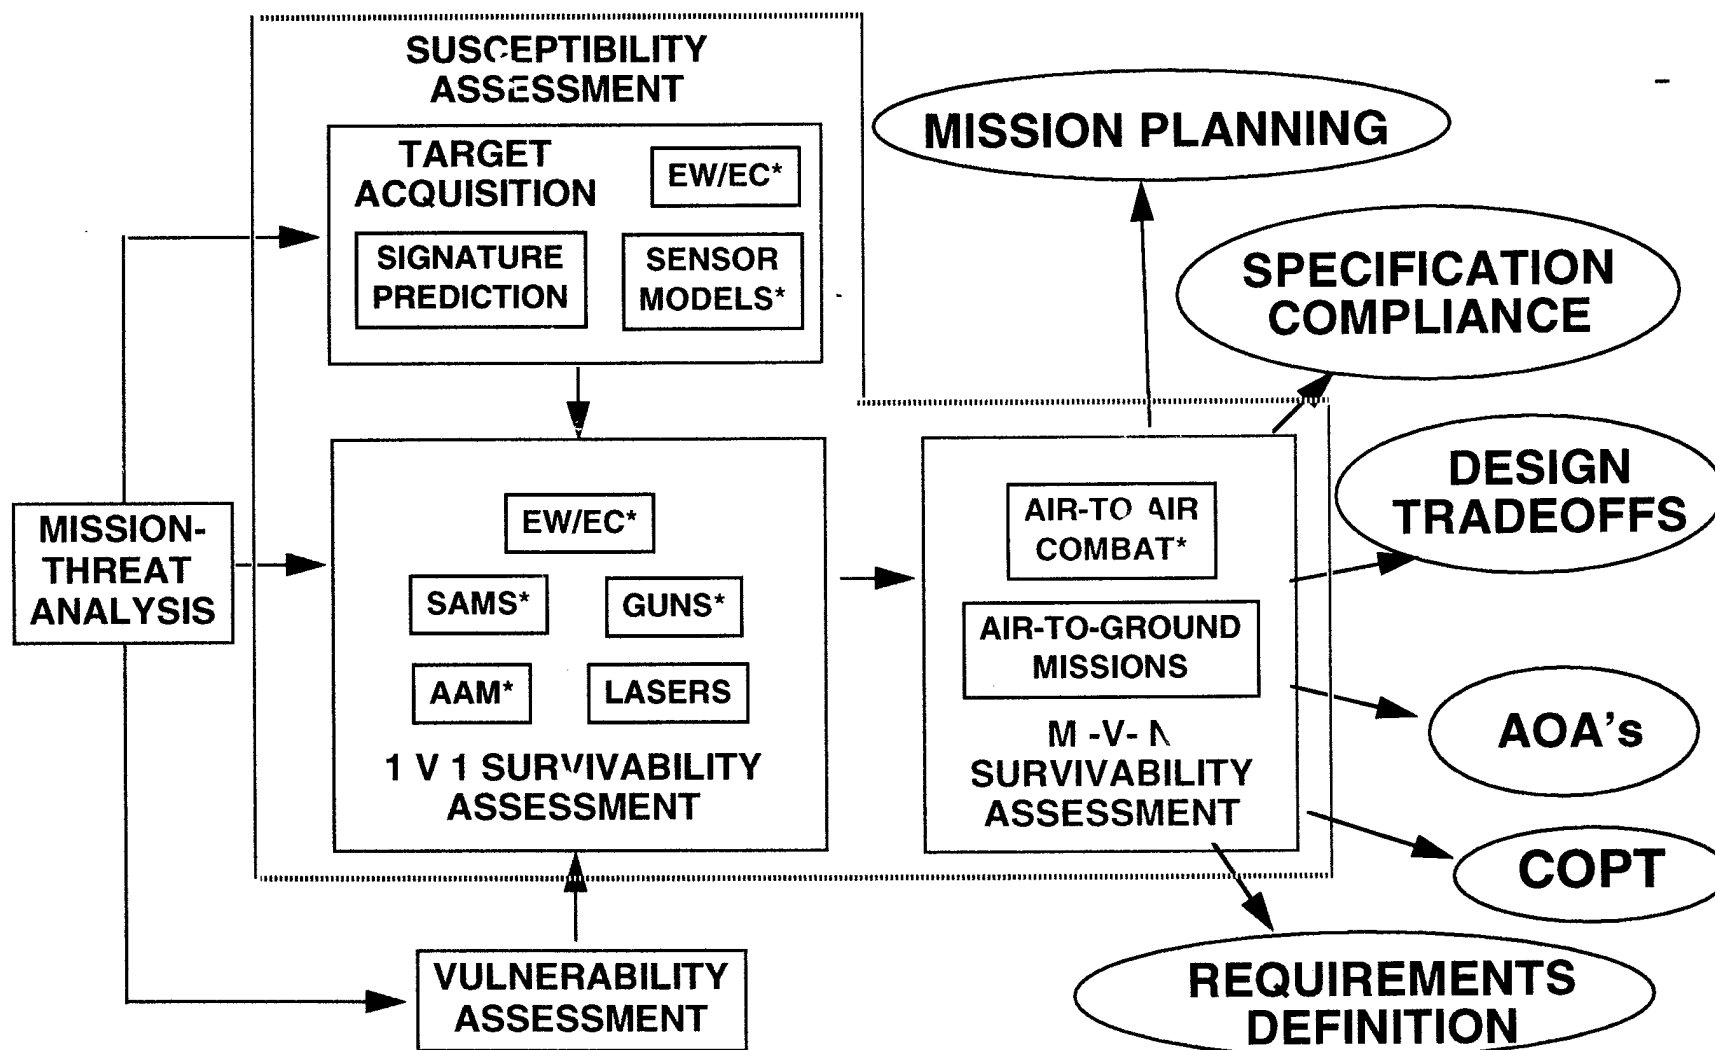 SUSCEPTIBILITY
ASSESSMENT
TARGET
ACQUISITION
EW/EC*
SIGNATURE
PREDICTION
SENSOR
MODELS*
MISSION-
THREAT
ANALYSIS
EW/EC*
SAMS*
GUNS*
AAM*
LASERS
1 V 1 SURVIVABILITY
ASSESSMENT
VULNERABILITY
ASSESSMENT
AIR-TO AIR
COMBAT*
AIR-TO-GROUND
MISSIONS
M -V- N
SURVIVABILITY
ASSESSMENT
MISSION PLANNING
SPECIFICATION
COMPLIANCE
DESIGN
TRADEOFFS
AOA's
COPT
REQUIREMENTS
DEFINITION